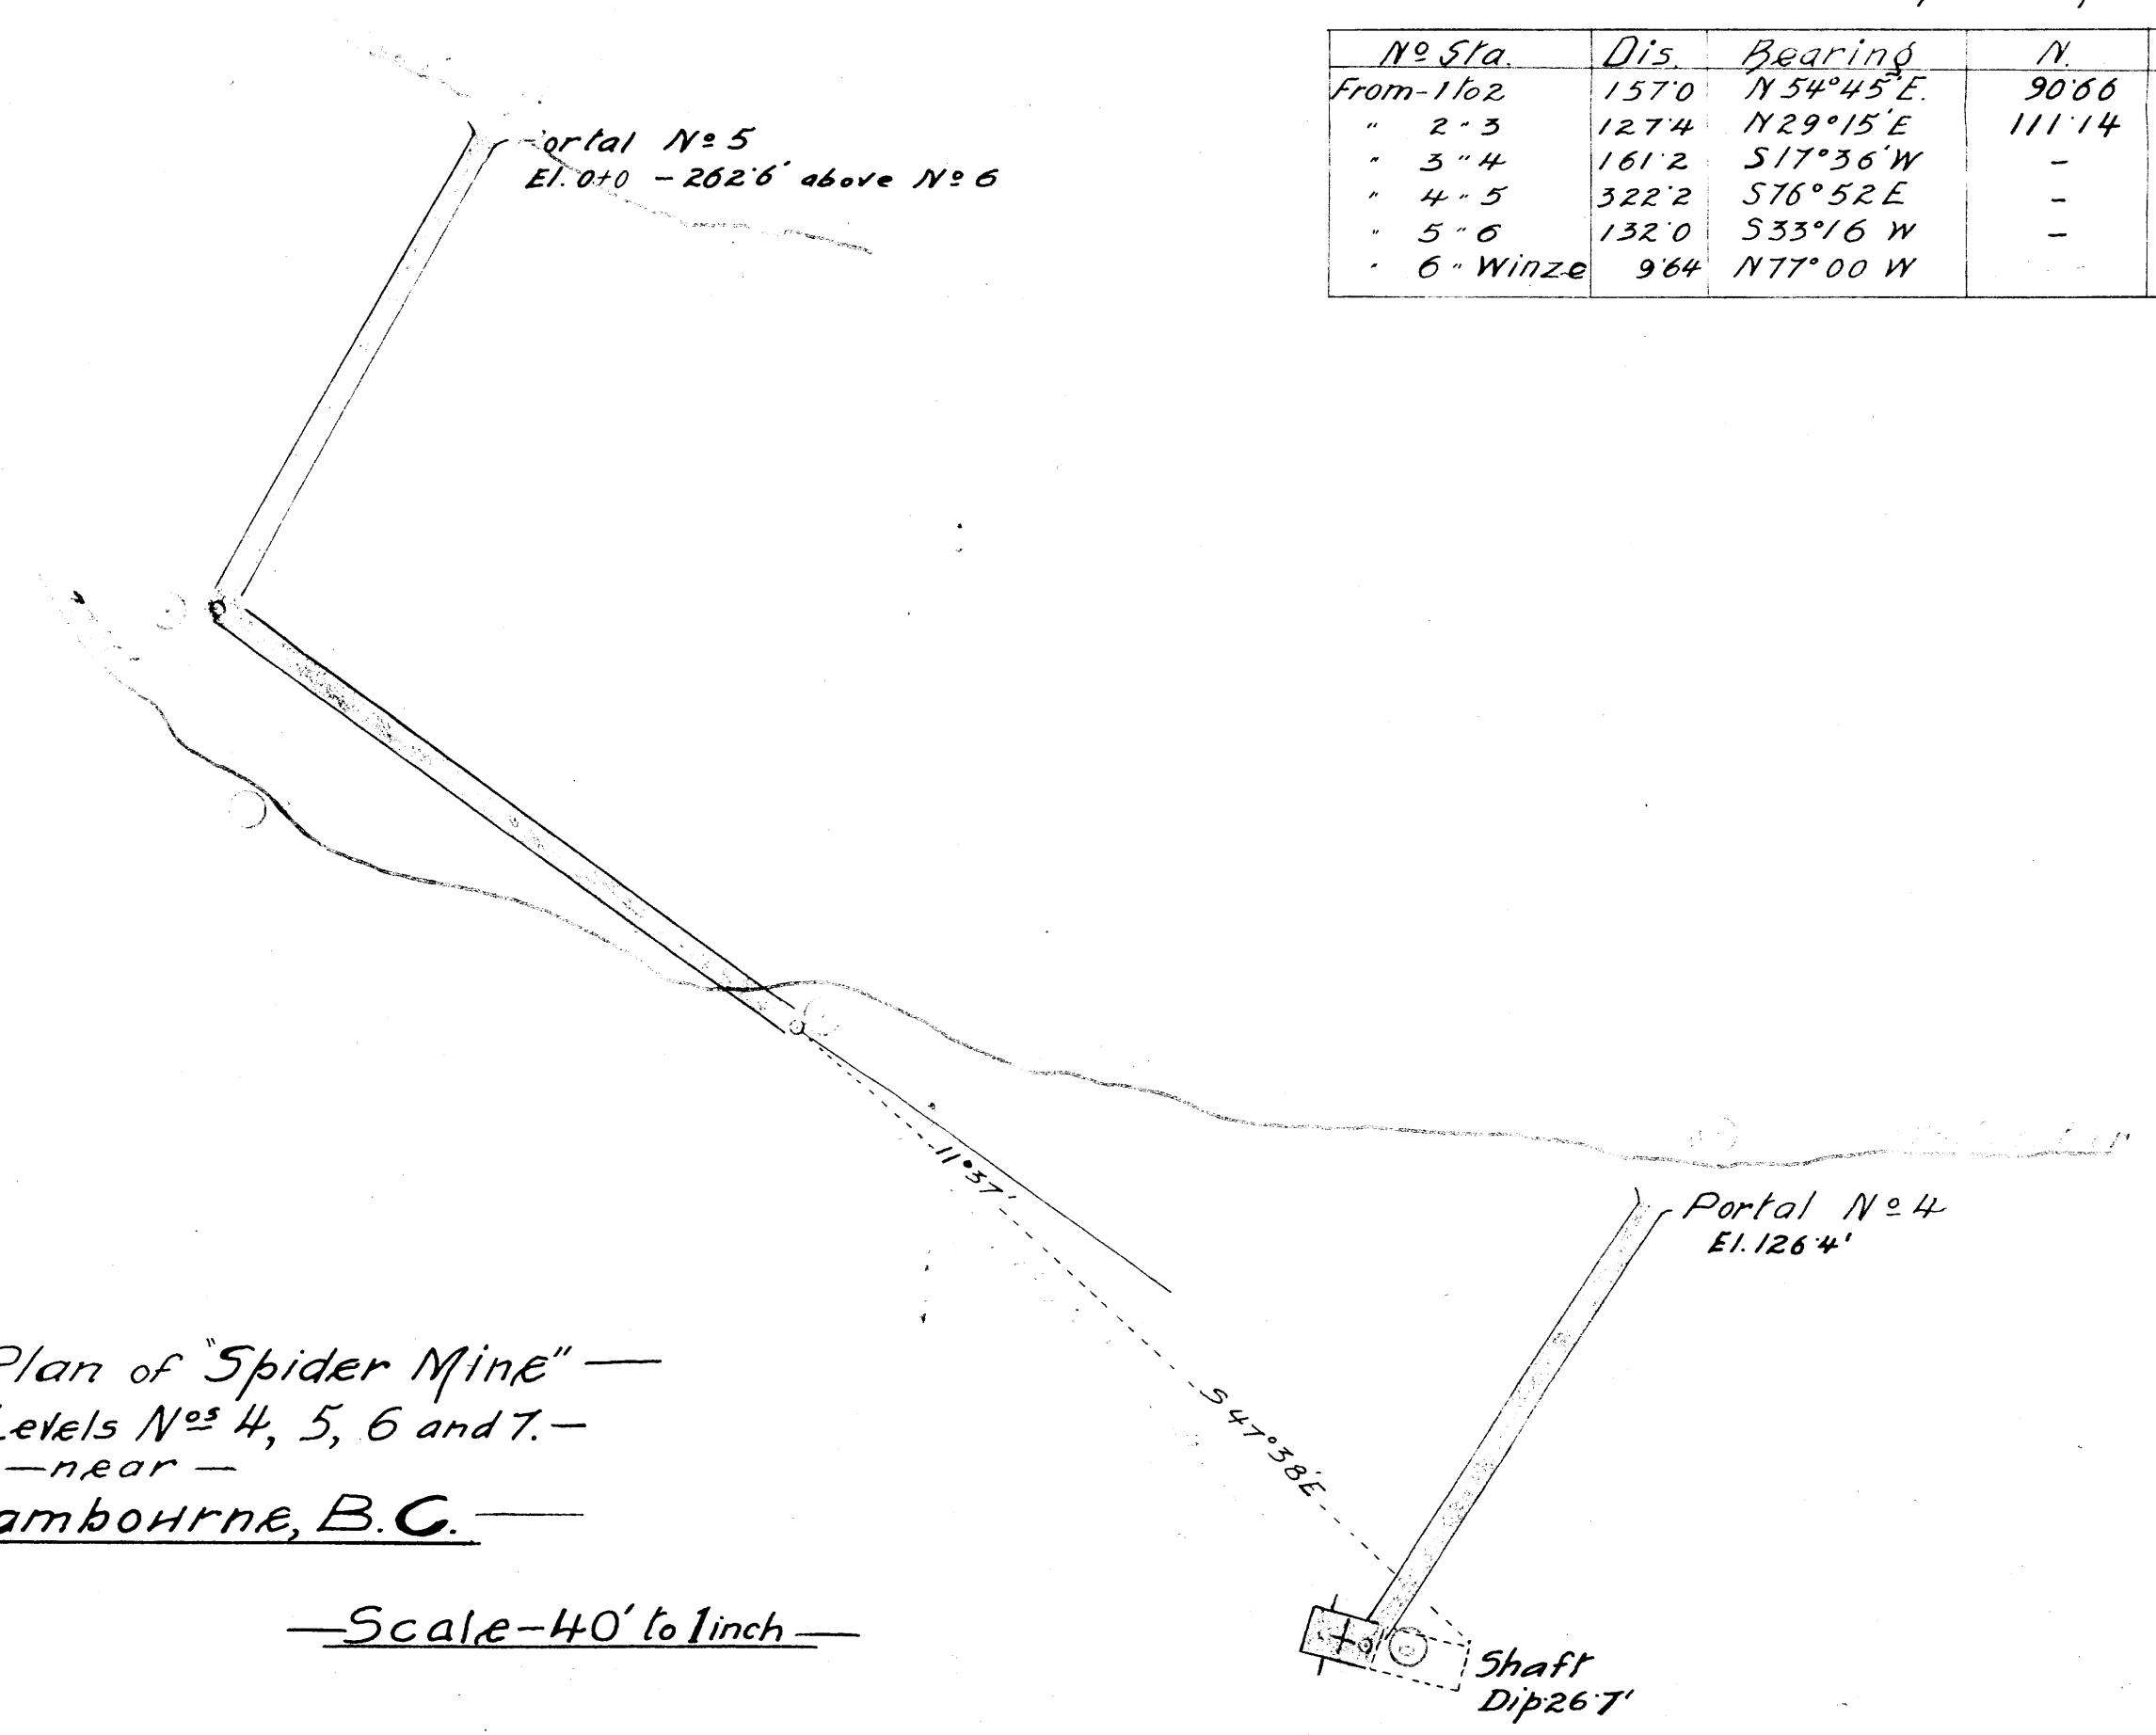 Nº Sta. Dis. Bearing N.
From-1 to 2 157·0 N 54°45'E. 90·66
" 2 " 3 127·4 N 29°15'E 111·14
" 3 " 4 161·2 S 17°36'W -
" 4 " 5 322·2 S 76°52 E -
" 5 " 6 132·0 S 33°16 W -
" 6 " Winze 9·64 N 77°00 W
ortal Nº 5
El. 0+0 - 262·6' above Nº 6
11°37'
Portal Nº 4
El. 126·4'
S 47°38'E
Plan of "Spider Mine" —
Levels Nºs 4, 5, 6 and 7. —
— near —
ambourne, B.C. —
— Scale - 40' to 1 inch —
Shaft
Dip·26·7'